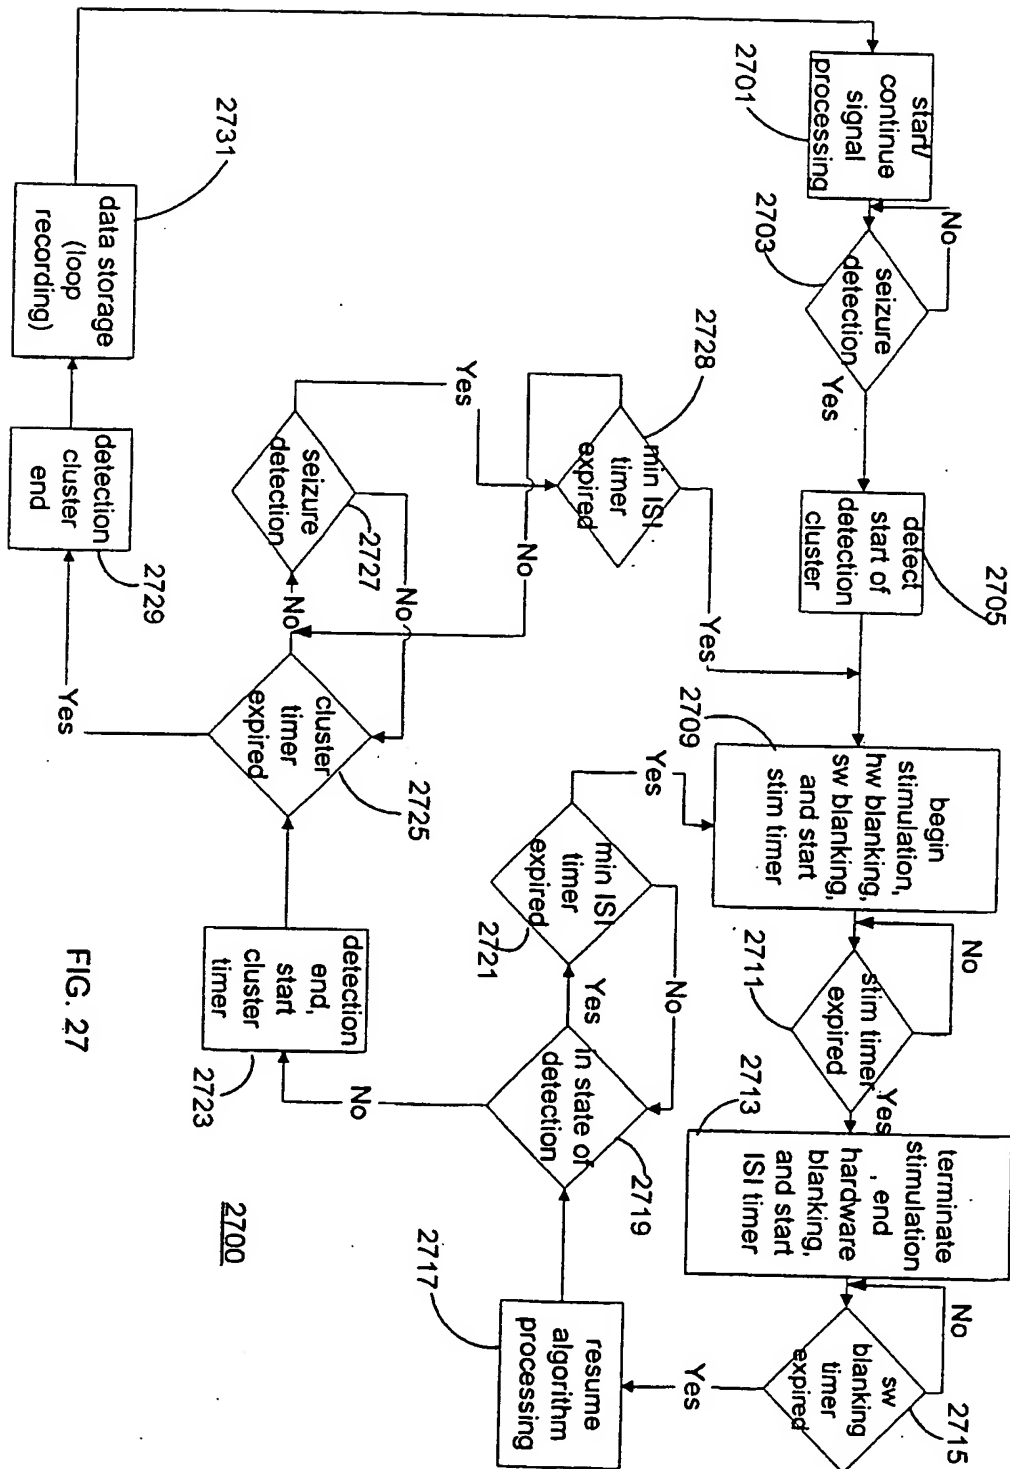 start/
continue
signal
processing
2701
No
seizure
detection
2703
Yes
detect
start of
detection
cluster
2705
begin
stimulation,
hw blanking,
sw blanking,
and start
stim timer
2709
No
stim timer
expired
2711
Yes
terminate
stimulation
, end
hardware
blanking,
and start
ISI timer
2713
No
sw
blanking
timer
expired
2715
Yes
resume
algorithm
processing
2717
in state of
detection
2719
Yes
min ISI
timer
expired
2721
Yes
No
No
detection
end,
start
cluster
timer
2723
cluster
timer
expired
2725
No
seizure
detection
2727
No
Yes
min ISI
timer
expired
2728
Yes
No
Yes
detection
cluster
end
2729
data storage
(loop
recording)
2731
2700
FIG. 27